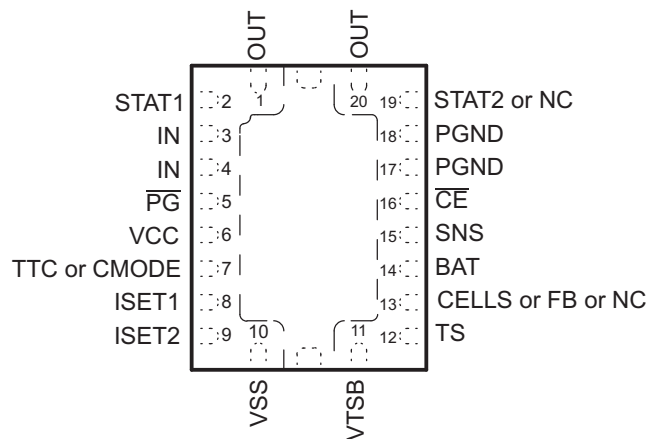 OUT OUT
1 20
STAT1 2 19 STAT2 or NC
IN 3 18 PGND
IN 4 17 PGND
P̅G̅ 5 16 C̅E̅
VCC 6 15 SNS
TTC or CMODE 7 14 BAT
ISET1 8 13 CELLS or FB or NC
ISET2 9 12 TS
10 11
VSS VTSB